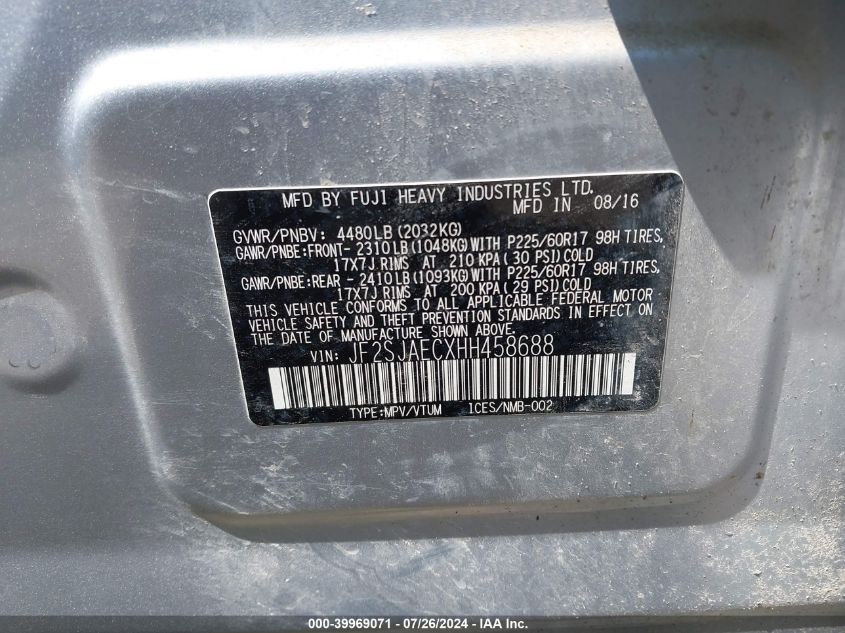 MFD BY FUJI HEAVY INDUSTRIES LTD.
MFD IN 08/16
GVWR/PNBV: 4480LB (2032KG)
GAWR/PNBE:FRONT- 2310LB (1048KG) WITH P225/60R17 98H TIRES,
17X7J RIMS AT 210 KPA (30 PSI) COLD
GAWR/PNBE:REAR - 2410LB (1093KG) WITH P225/60R17 98H TIRES,
17X7J RIMS AT 200 KPA (29 PSI) COLD
THIS VEHICLE CONFORMS TO ALL APPLICABLE FEDERAL MOTOR
VEHICLE SAFETY AND THEFT PREVENTION STANDARDS IN EFFECT ON
THE DATE OF MANUFACTURE SHOWN ABOVE.
VIN: JF2SJAECXHH458688
TYPE:MPV/VTUM ICES/NMB-002
000-39969071 / 07/26/2024 - IAA Inc.